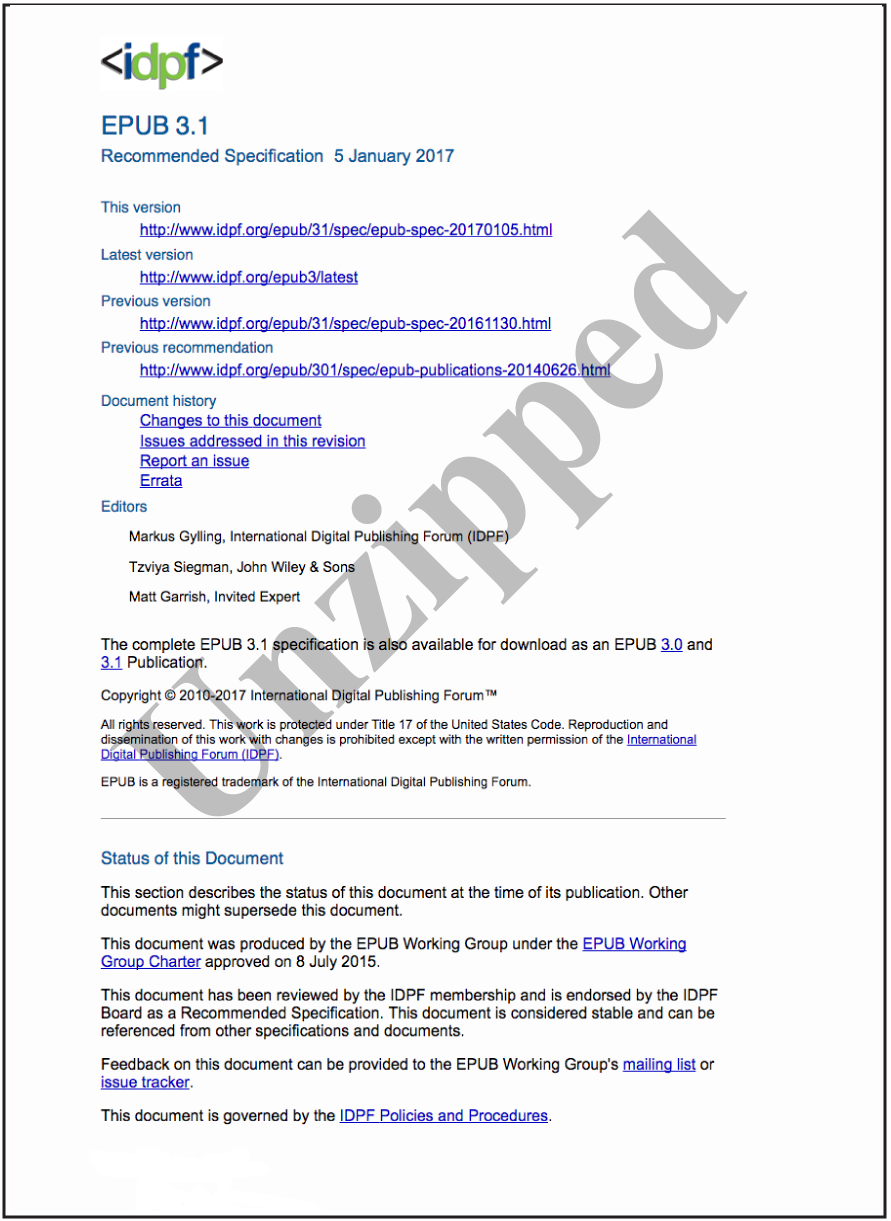 <idpf>
EPUB 3.1
Recommended Specification 5 January 2017
This version
http://www.idpf.org/epub/31/spec/epub-spec-20170105.html
Latest version
http://www.idpf.org/epub3/latest
Previous version
http://www.idpf.org/epub/31/spec/epub-spec-20161130.html
Previous recommendation
http://www.idpf.org/epub/301/spec/epub-publications-20140626.html
Document history
Changes to this document
Issues addressed in this revision
Report an issue
Errata
Editors
Markus Gylling, International Digital Publishing Forum (IDPF)
Tzviya Siegman, John Wiley & Sons
Matt Garrish, Invited Expert
The complete EPUB 3.1 specification is also available for download as an EPUB 3.0 and
3.1 Publication.
Copyright © 2010-2017 International Digital Publishing Forum™
All rights reserved. This work is protected under Title 17 of the United States Code. Reproduction and
dissemination of this work with changes is prohibited except with the written permission of the International
Digital Publishing Forum (IDPF).
EPUB is a registered trademark of the International Digital Publishing Forum.
Unzipped
Status of this Document
This section describes the status of this document at the time of its publication. Other
documents might supersede this document.
This document was produced by the EPUB Working Group under the EPUB Working
Group Charter approved on 8 July 2015.
This document has been reviewed by the IDPF membership and is endorsed by the IDPF
Board as a Recommended Specification. This document is considered stable and can be
referenced from other specifications and documents.
Feedback on this document can be provided to the EPUB Working Group's mailing list or
issue tracker.
This document is governed by the IDPF Policies and Procedures.